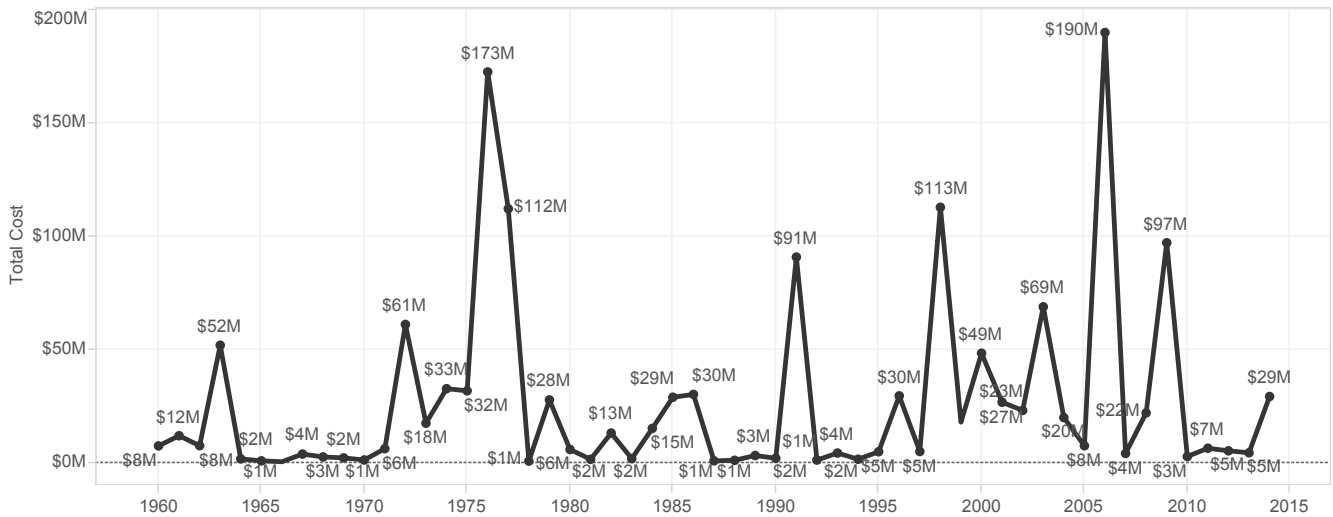 $200M
$150M
$100M
$50M
$0M
Total Cost
$8M
$12M
$8M
$52M
$2M
$1M
$4M
$3M
$2M
$1M
$6M
$61M
$18M
$33M
$32M
$173M
$112M
$1M
$28M
$6M
$2M
$13M
$2M
$15M
$29M
$30M
$1M
$1M
$3M
$2M
$91M
$1M
$4M
$2M
$5M
$30M
$5M
$113M
$49M
$27M
$23M
$69M
$20M
$8M
$190M
$4M
$22M
$97M
$3M
$7M
$5M
$5M
$29M
1960 1965 1970 1975 1980 1985 1990 1995 2000 2005 2010 2015